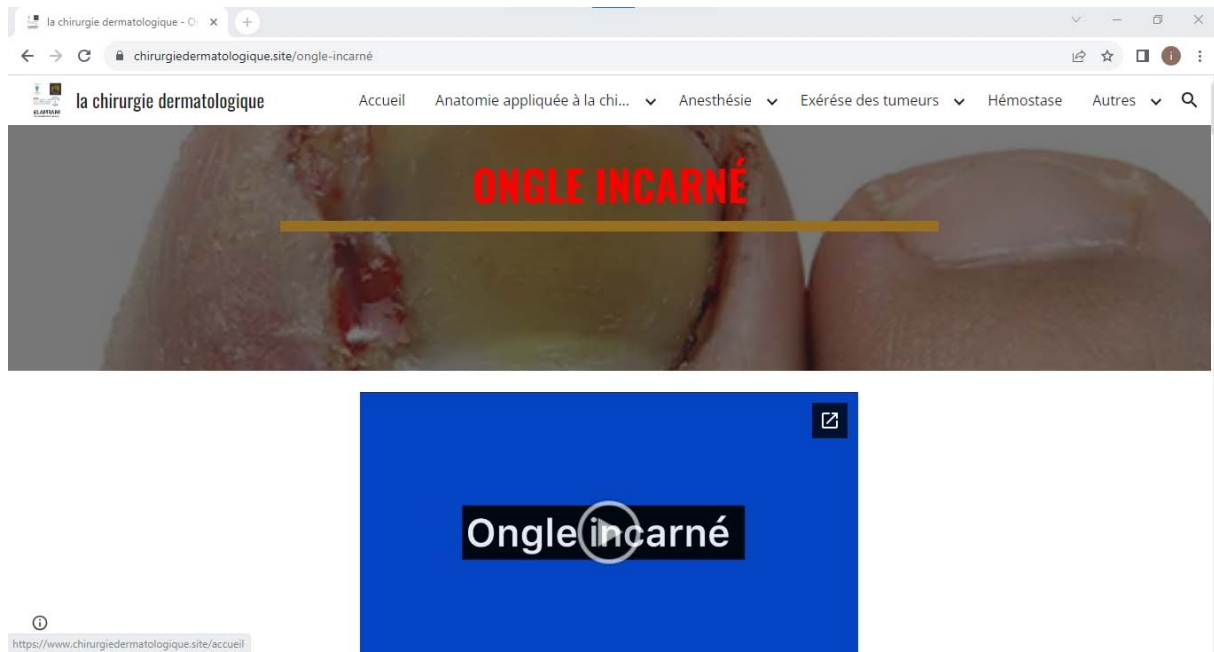 la chirurgie dermatologique - O
chirurgiedermatologique.site/ongle-incarné
i
la chirurgie dermatologique
Accueil Anatomie appliquée à la chi... Anesthésie Exérése des tumeurs Hémostase Autres
ONGLE INCARNÉ
Ongle incarné
https://www.chirurgiedermatologique.site/accueil